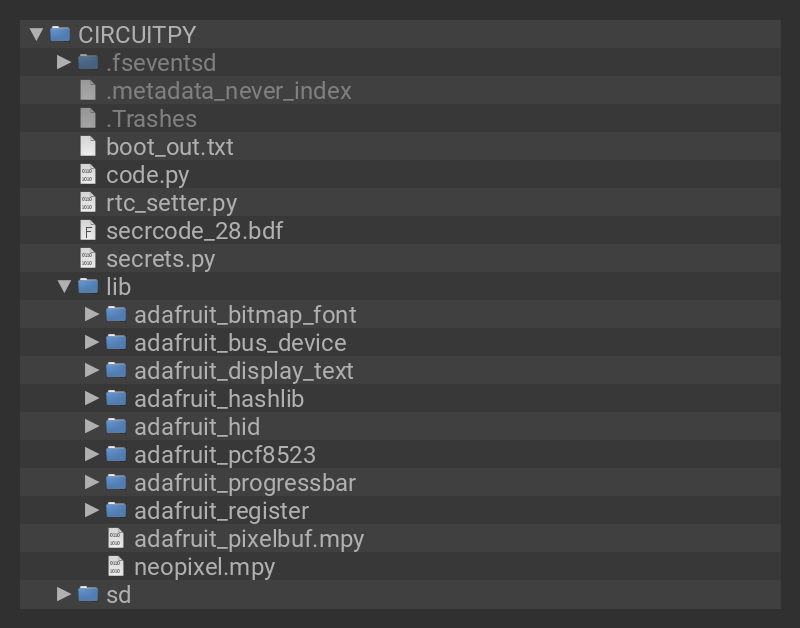 CIRCUITPY
.fseventsd
.metadata_never_index
.Trashes
boot_out.txt
code.py
rtc_setter.py
secrcode_28.bdf
secrets.py
lib
adafruit_bitmap_font
adafruit_bus_device
adafruit_display_text
adafruit_hashlib
adafruit_hid
adafruit_pcf8523
adafruit_progressbar
adafruit_register
adafruit_pixelbuf.mpy
neopixel.mpy
sd